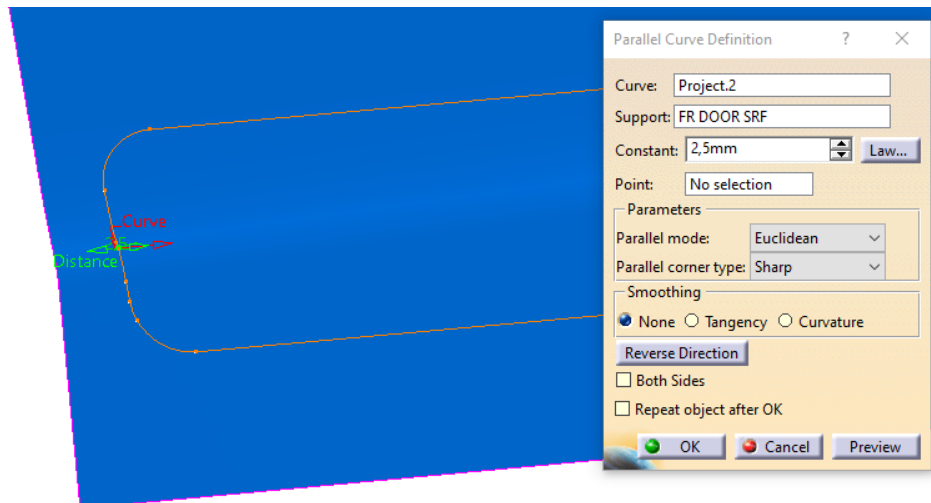 Parallel Curve Definition ? ×
Curve: Project.2
Support: FR DOOR SRF
Constant: 2,5mm Law...
Point: No selection
Parameters
Parallel mode: Euclidean
Parallel corner type: Sharp
Smoothing
None Tangency Curvature
Reverse Direction
Both Sides
Repeat object after OK
OK Cancel Preview
Curve
Distance